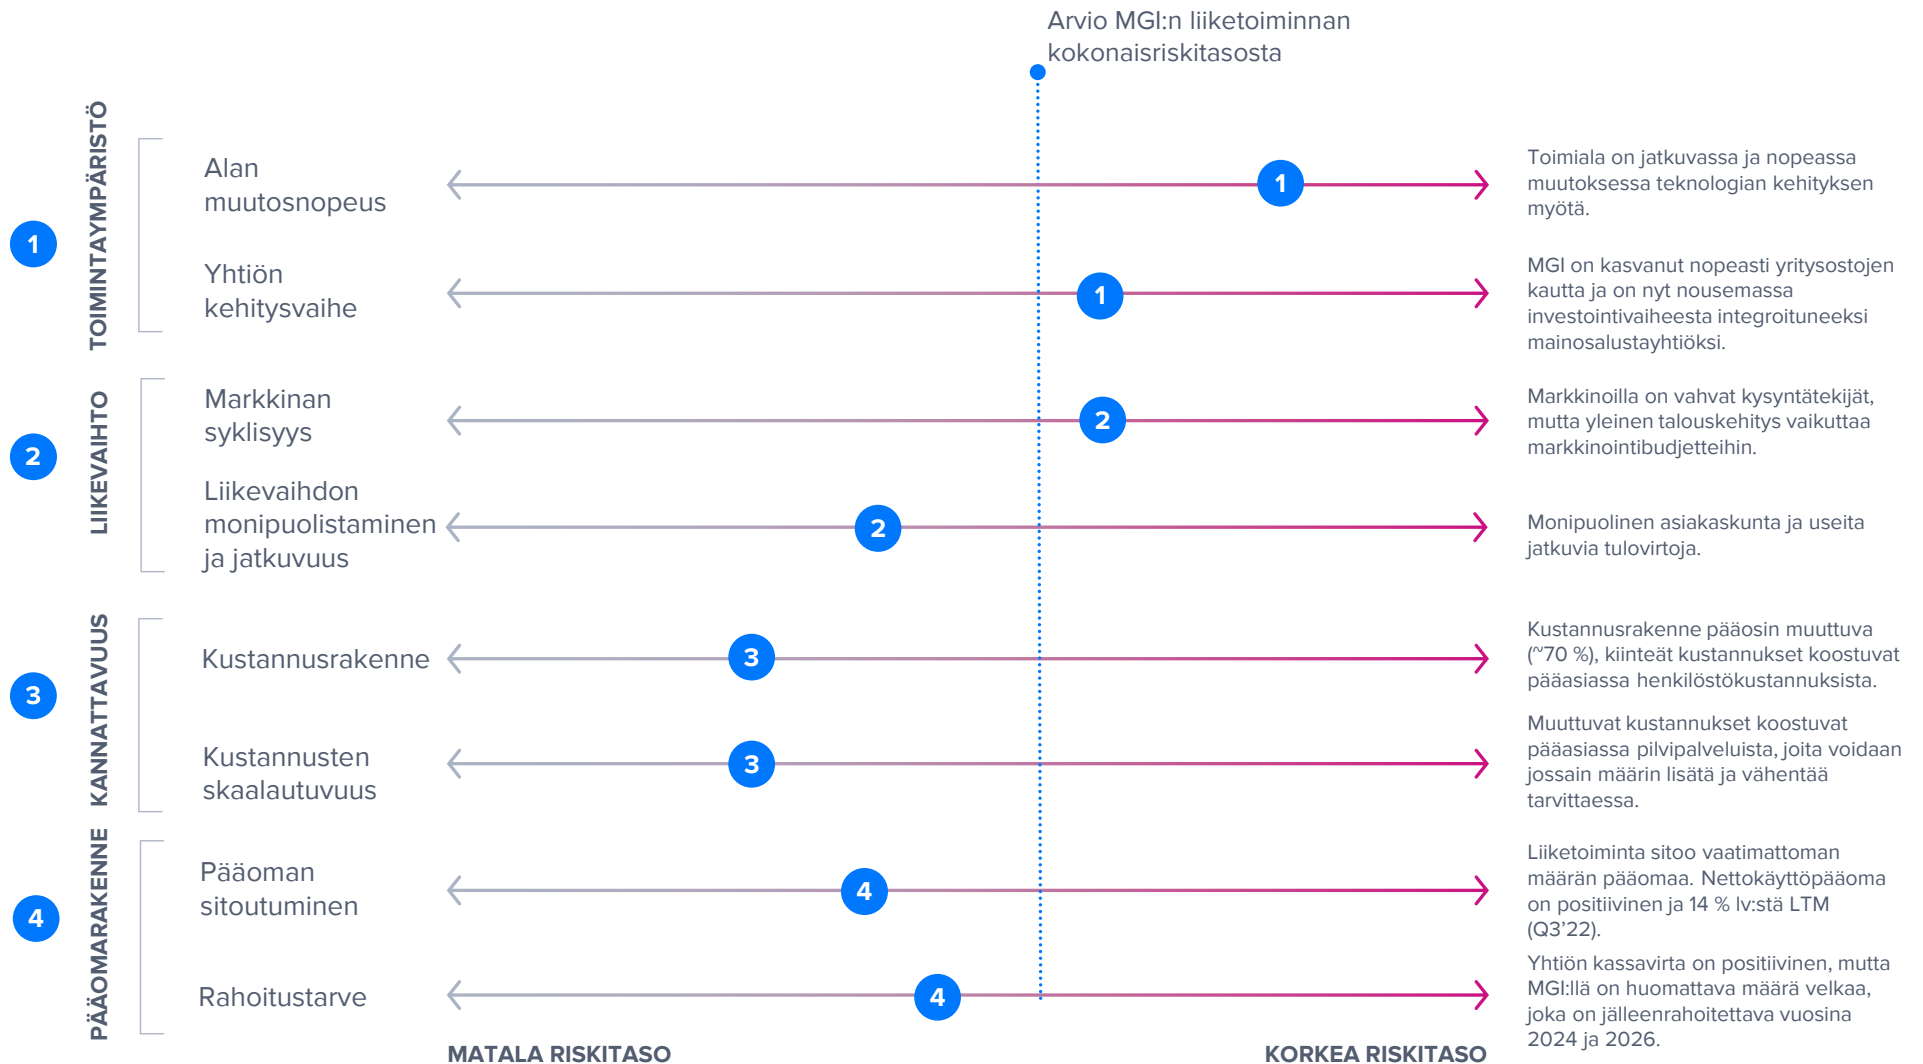 Arvio MGI:n liiketoiminnan
kokonaisriskitasosta
1
TOIMINTAYMPÄRISTÖ
Alan
muutosnopeus
1
Toimiala on jatkuvassa ja nopeassa
muutoksessa teknologian kehityksen
myötä.
Yhtiön
kehitysvaihe
1
MGI on kasvanut nopeasti yritysostojen
kautta ja on nyt nousemassa
investointivaiheesta integroituneeksi
mainosalustayhtiöksi.
2
LIIKEVAIHTO
Markkinan
syklisyys
2
Markkinoilla on vahvat kysyntätekijät,
mutta yleinen talouskehitys vaikuttaa
markkinointibudjetteihin.
Liikevaihdon
monipuolistaminen
ja jatkuvuus
2
Monipuolinen asiakaskunta ja useita
jatkuvia tulovirtoja.
3
KANNATTAVUUS
Kustannusrakenne
3
Kustannusrakenne pääosin muuttuva
(~70 %), kiinteät kustannukset koostuvat
pääasiassa henkilöstökustannuksista.
Kustannusten
skaalautuvuus
3
Muuttuvat kustannukset koostuvat
pääasiassa pilvipalveluista, joita voidaan
jossain määrin lisätä ja vähentää
tarvittaessa.
4
PÄÄOMARAKENNE
Pääoman
sitoutuminen
4
Liiketoiminta sitoo vaatimattoman
määrän pääomaa. Nettokäyttöpääoma
on positiivinen ja 14 % lv:stä LTM
(Q3’22).
Rahoitustarve
4
Yhtiön kassavirta on positiivinen, mutta
MGI:llä on huomattava määrä velkaa,
joka on jälleenrahoitettava vuosina
2024 ja 2026.
MATALA RISKITASO
KORKEA RISKITASO